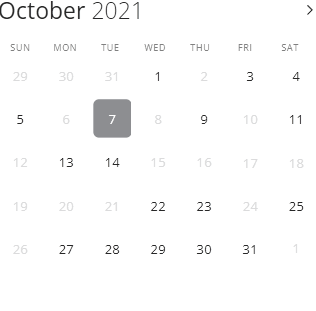 October 2021
SUN MON TUE WED THU FRI SAT
29 30 31 1 2 3 4
5 6 7 8 9 10 11
12 13 14 15 16 17 18
19 20 21 22 23 24 25
26 27 28 29 30 31 1